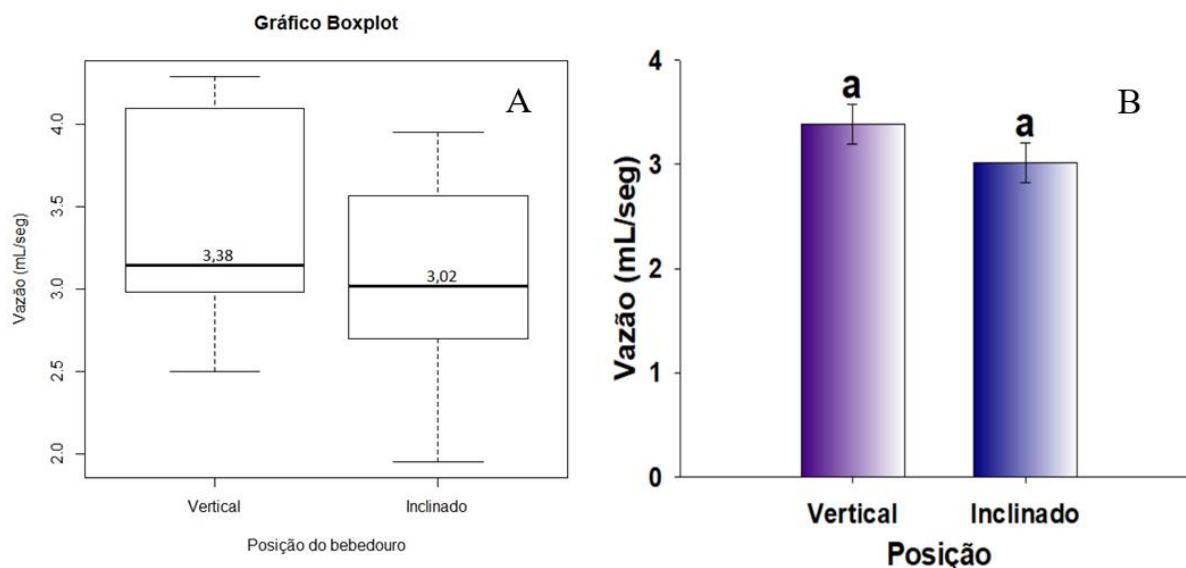 Gráfico Boxplot
A
Vazão (mL/seg)
4.0
3.5
3.0
2.5
2.0
3,38
3,02
Vertical
Inclinado
Posição do bebedouro
B
Vazão (mL/seg)
4
3
2
1
0
a
a
Vertical
Inclinado
Posição